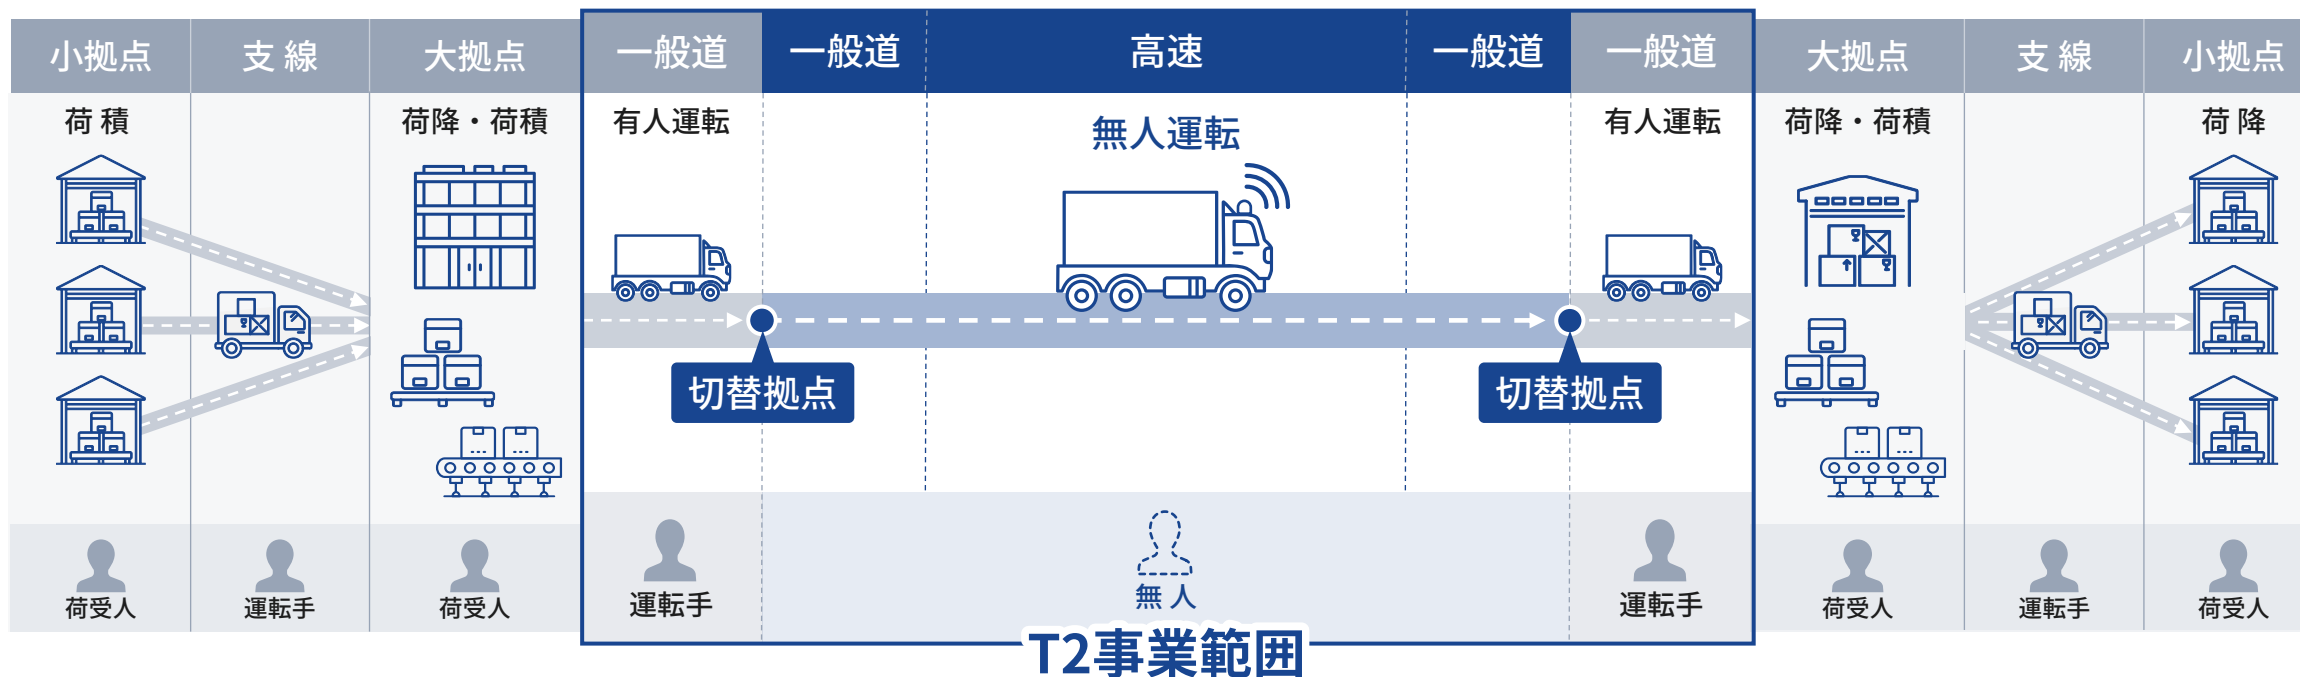 小拠点 支 線 大拠点 一般道 一般道 高速 一般道 一般道 大拠点 支 線 小拠点
荷 積 荷降・荷積 有人運転 無人運転 有人運転 荷降・荷積 荷 降
切替拠点 切替拠点
荷受人 運転手 荷受人 運転手 無 人 運転手 荷受人 運転手 荷受人
T2事業範囲